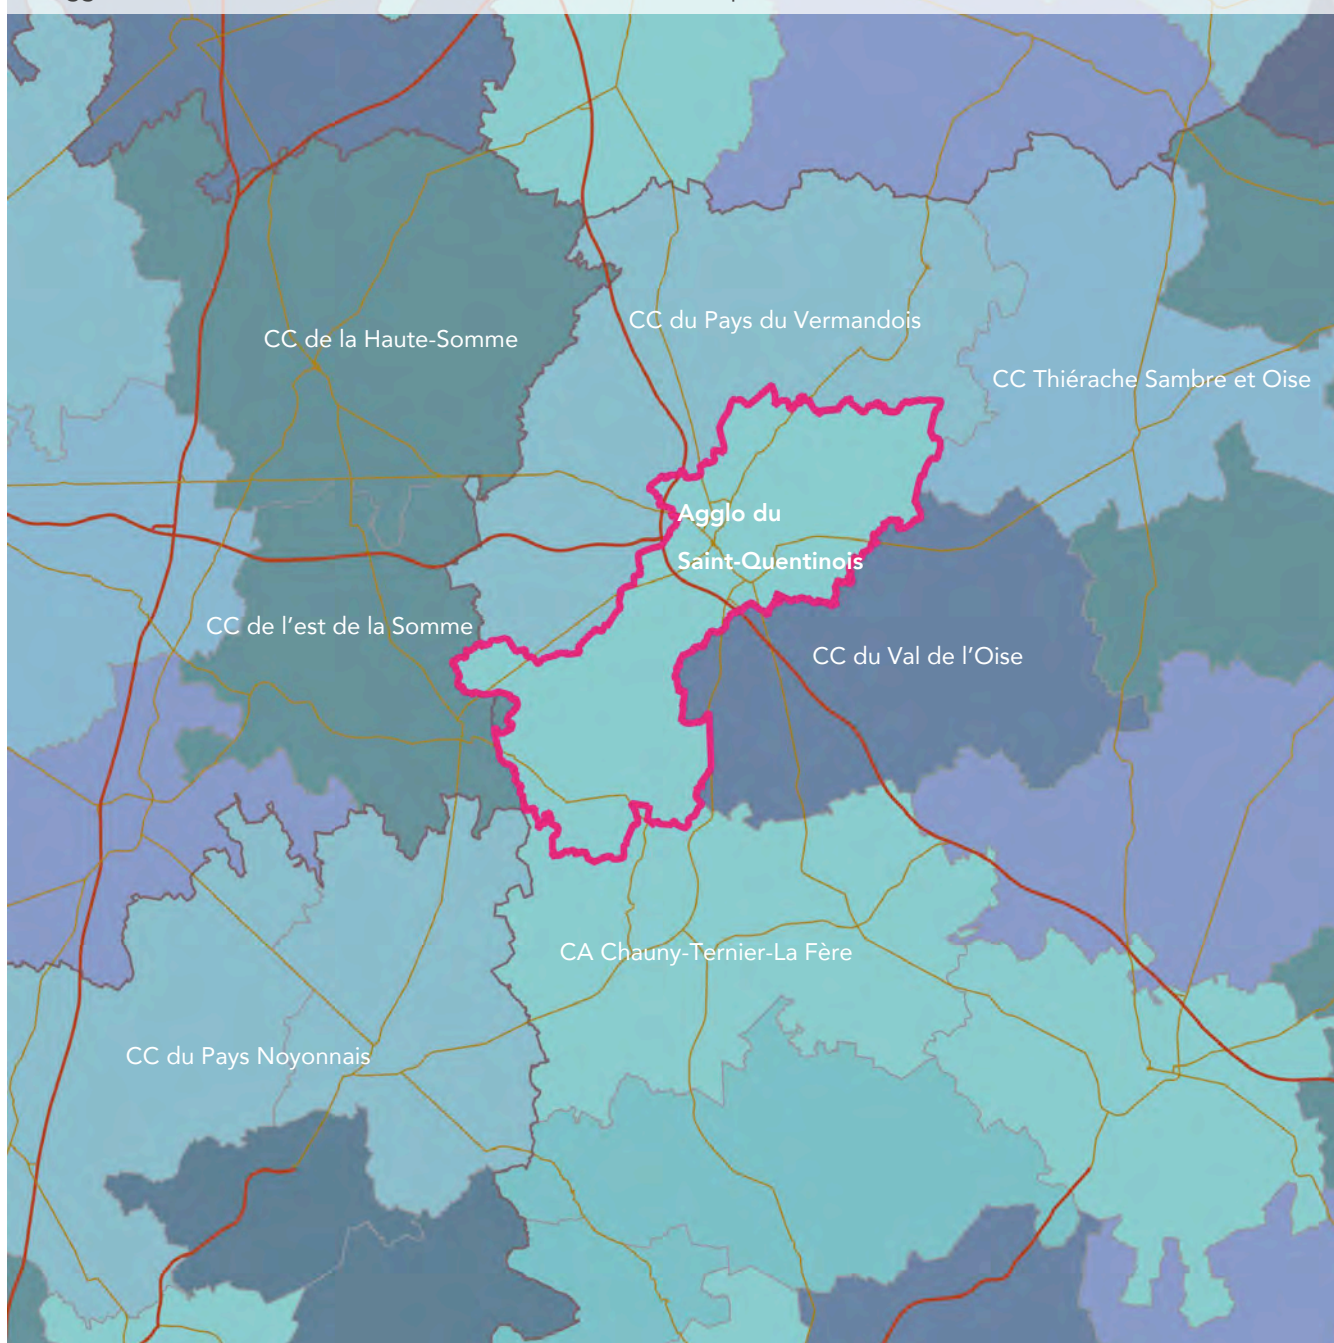 CC du Pays du Vermandois
CC de la Haute-Somme
CC Thiérache Sambre et Oise
Agglo du
Saint-Quentinois
CC de l'est de la Somme
CC du Val de l'Oise
CA Chauny-Ternier-La Fère
CC du Pays Noyonnais